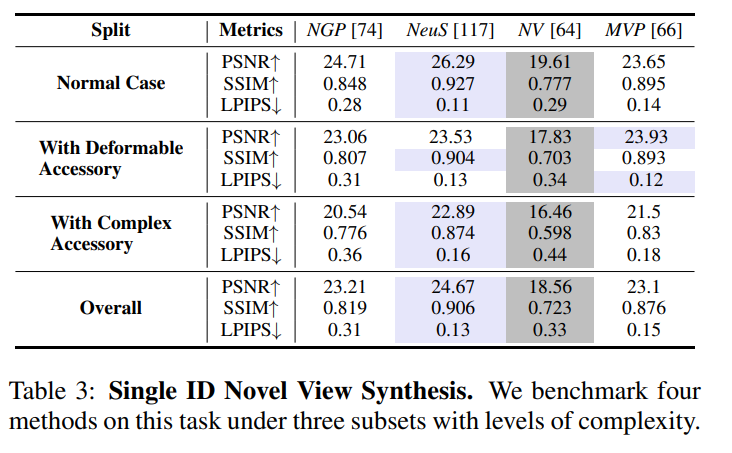 Split Metrics NGP [74] NeuS [117] NV [64] MVP [66]
PSNR↑ 24.71 26.29 19.61 23.65
Normal Case SSIM↑ 0.848 0.927 0.777 0.895
LPIPS↓ 0.28 0.11 0.29 0.14
PSNR↑ 23.06 23.53 17.83 23.93
With Deformable Accessory SSIM↑ 0.807 0.904 0.703 0.893
LPIPS↓ 0.31 0.13 0.34 0.12
PSNR↑ 20.54 22.89 16.46 21.5
With Complex Accessory SSIM↑ 0.776 0.874 0.598 0.83
LPIPS↓ 0.36 0.16 0.44 0.18
PSNR↑ 23.21 24.67 18.56 23.1
Overall SSIM↑ 0.819 0.906 0.723 0.876
LPIPS↓ 0.31 0.13 0.33 0.15
Table 3: Single ID Novel View Synthesis. We benchmark four
methods on this task under three subsets with levels of complexity.